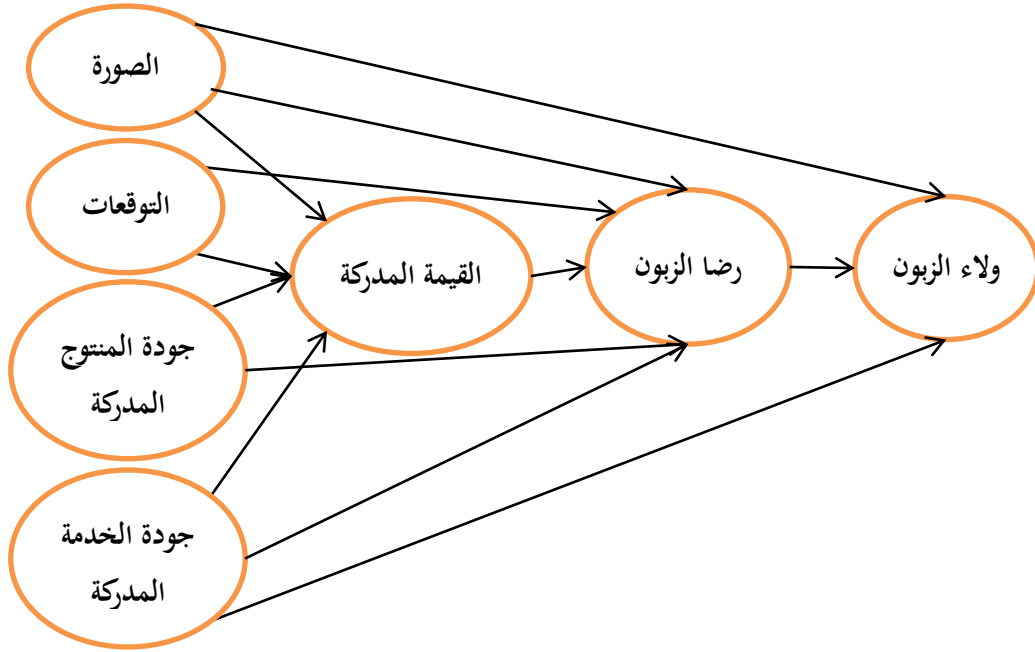 الصورة
التوقعات
القيمة المدركة
رضا الزبون
ولاء الزبون
جودة المنتوج
المدركة
جودة الخدمة
المدركة